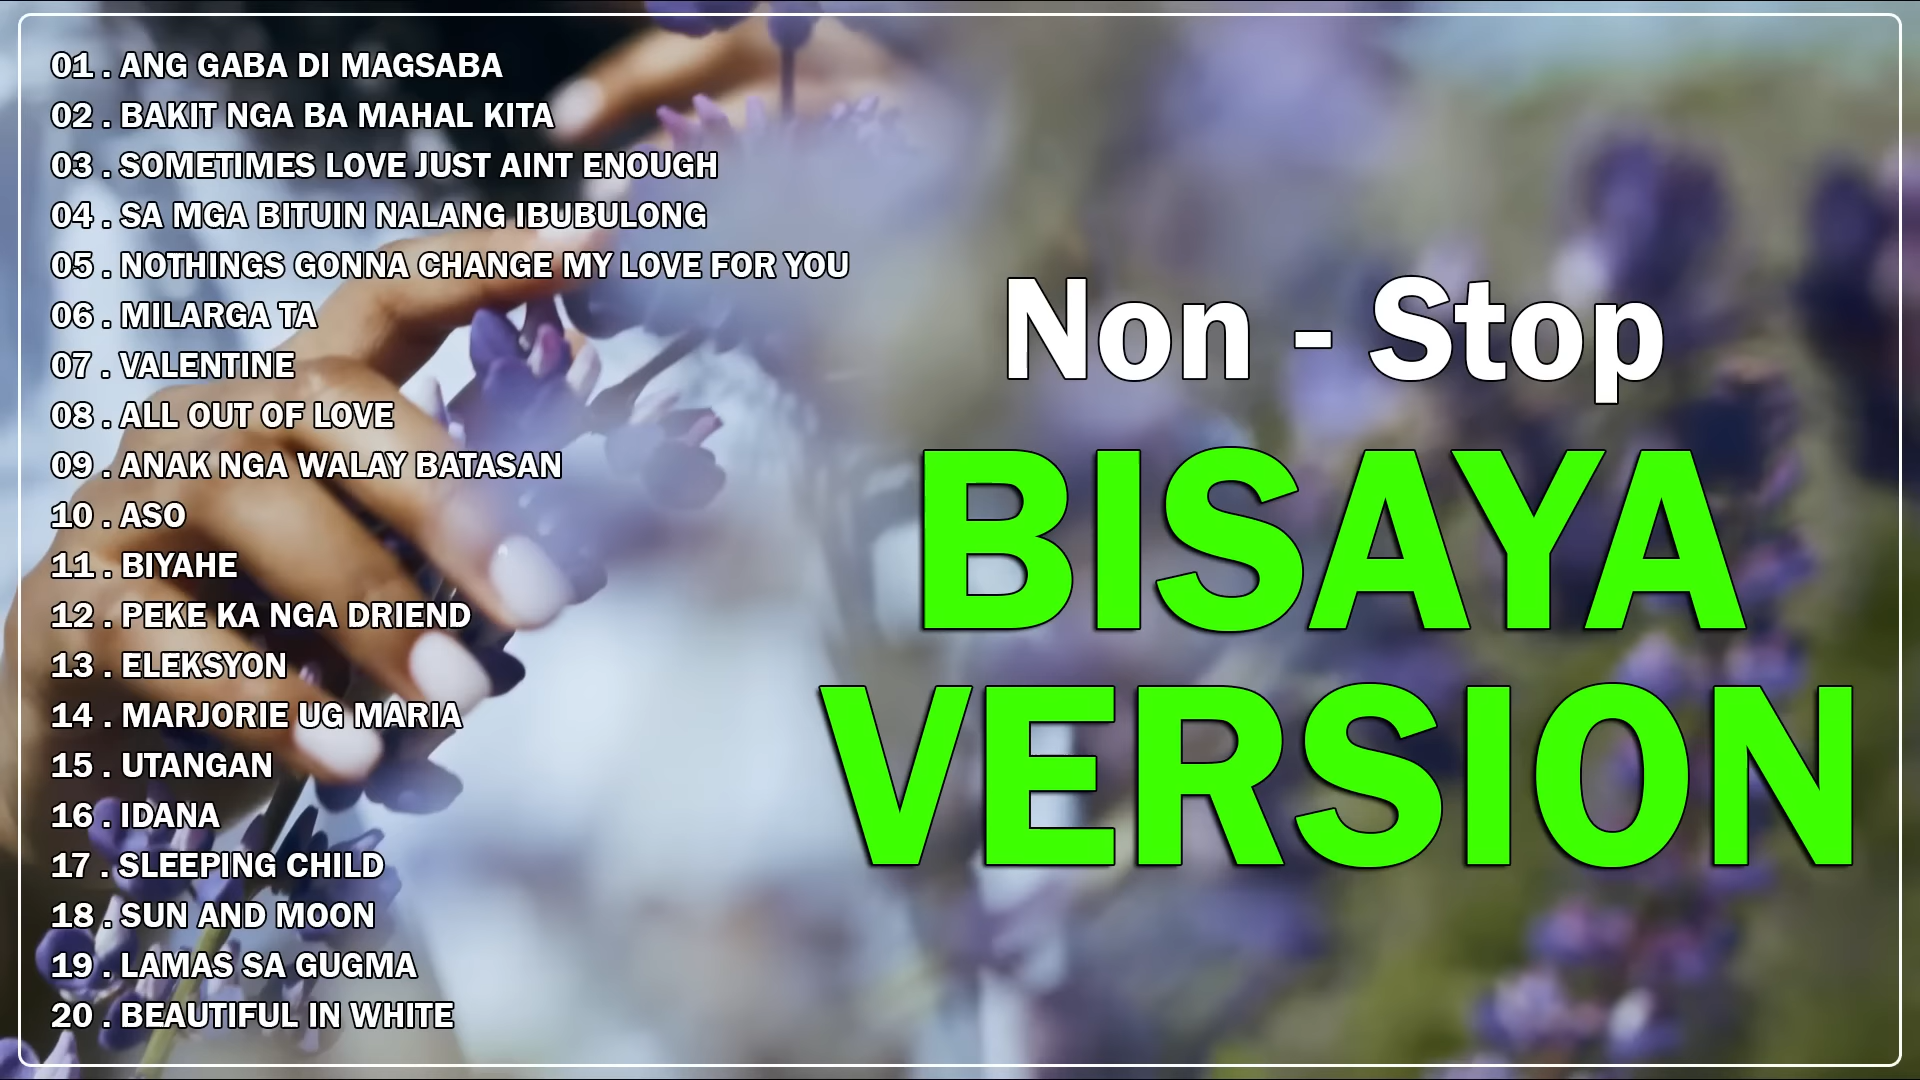 01 . ANG GABA DI MAGSABA
02 . BAKIT NGA BA MAHAL KITA
03 . SOMETIMES LOVE JUST AINT ENOUGH
04 . SA MGA BITUIN NALANG IBUBULONG
05 . NOTHINGS GONNA CHANGE MY LOVE FOR YOU
06 . MILARGA TA
07 . VALENTINE
08 . ALL OUT OF LOVE
09 . ANAK NGA WALAY BATASAN
10 . ASO
11 . BIYAHE
12 . PEKE KA NGA DRIEND
13 . ELEKSYON
14 . MARJORIE UG MARIA
15 . UTANGAN
16 . IDANA
17 . SLEEPING CHILD
18 . SUN AND MOON
19 . LAMAS SA GUGMA
20 . BEAUTIFUL IN WHITE
Non - Stop
BISAYA
VERSION